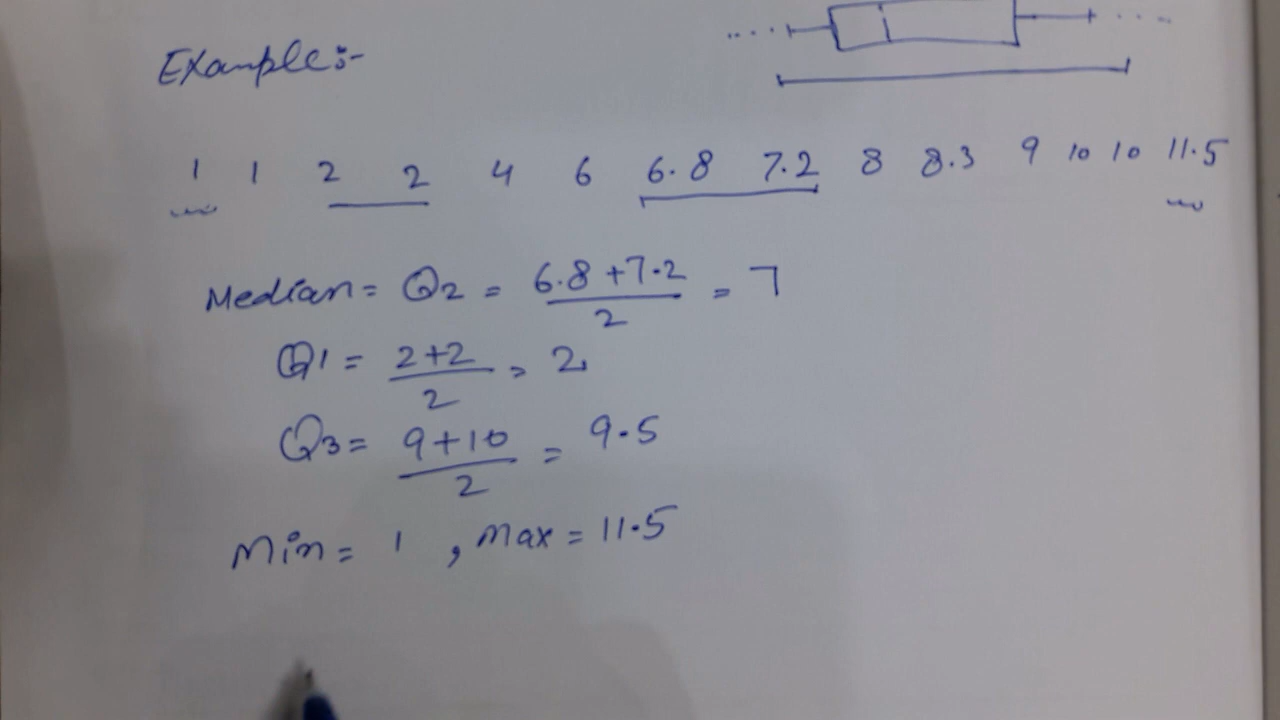 Example:-
1 1 2 2 4 6 6.8 7.2 8 8.3 9 10 10 11.5
Median = Q2 = 6.8+7.2/2 = 7
Q1 = 2+2/2 = 2
Q3 = 9+10/2 = 9.5
Min = 1 , Max = 11.5